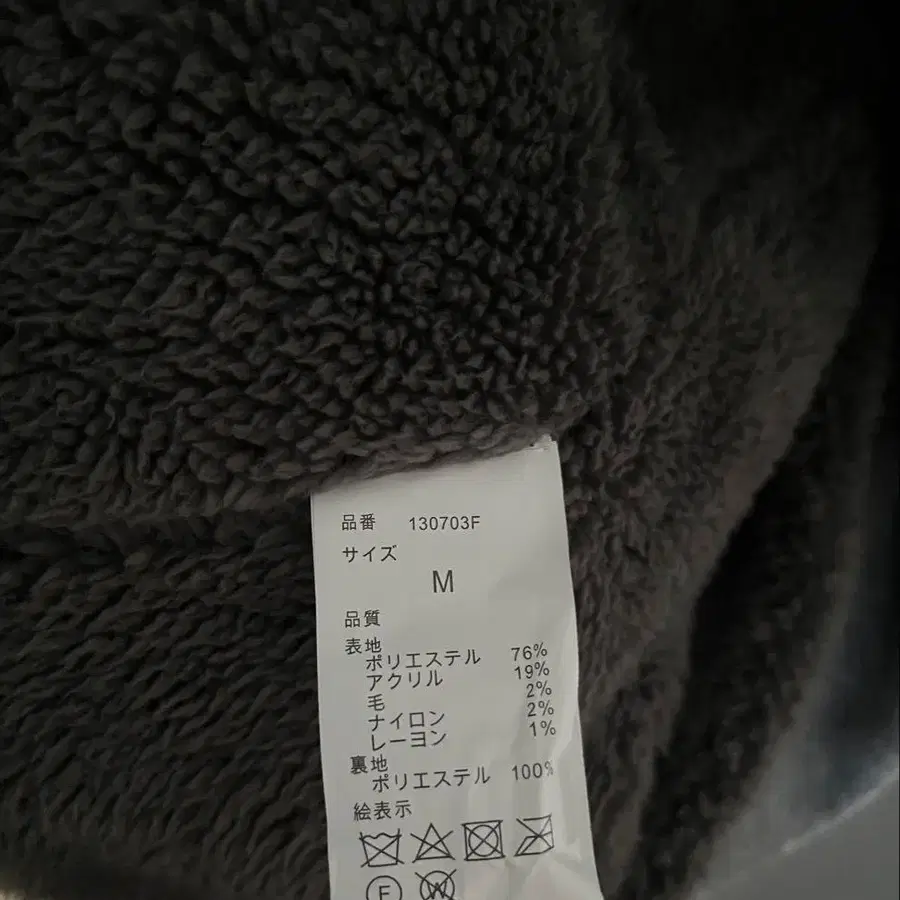 品番 130703F
サイズ
M
品質
表地
ポリエステル 76%
アクリル 19%
毛 2%
ナイロン 2%
レーヨン 1%
裏地
ポリエステル 100%
絵表示
F W